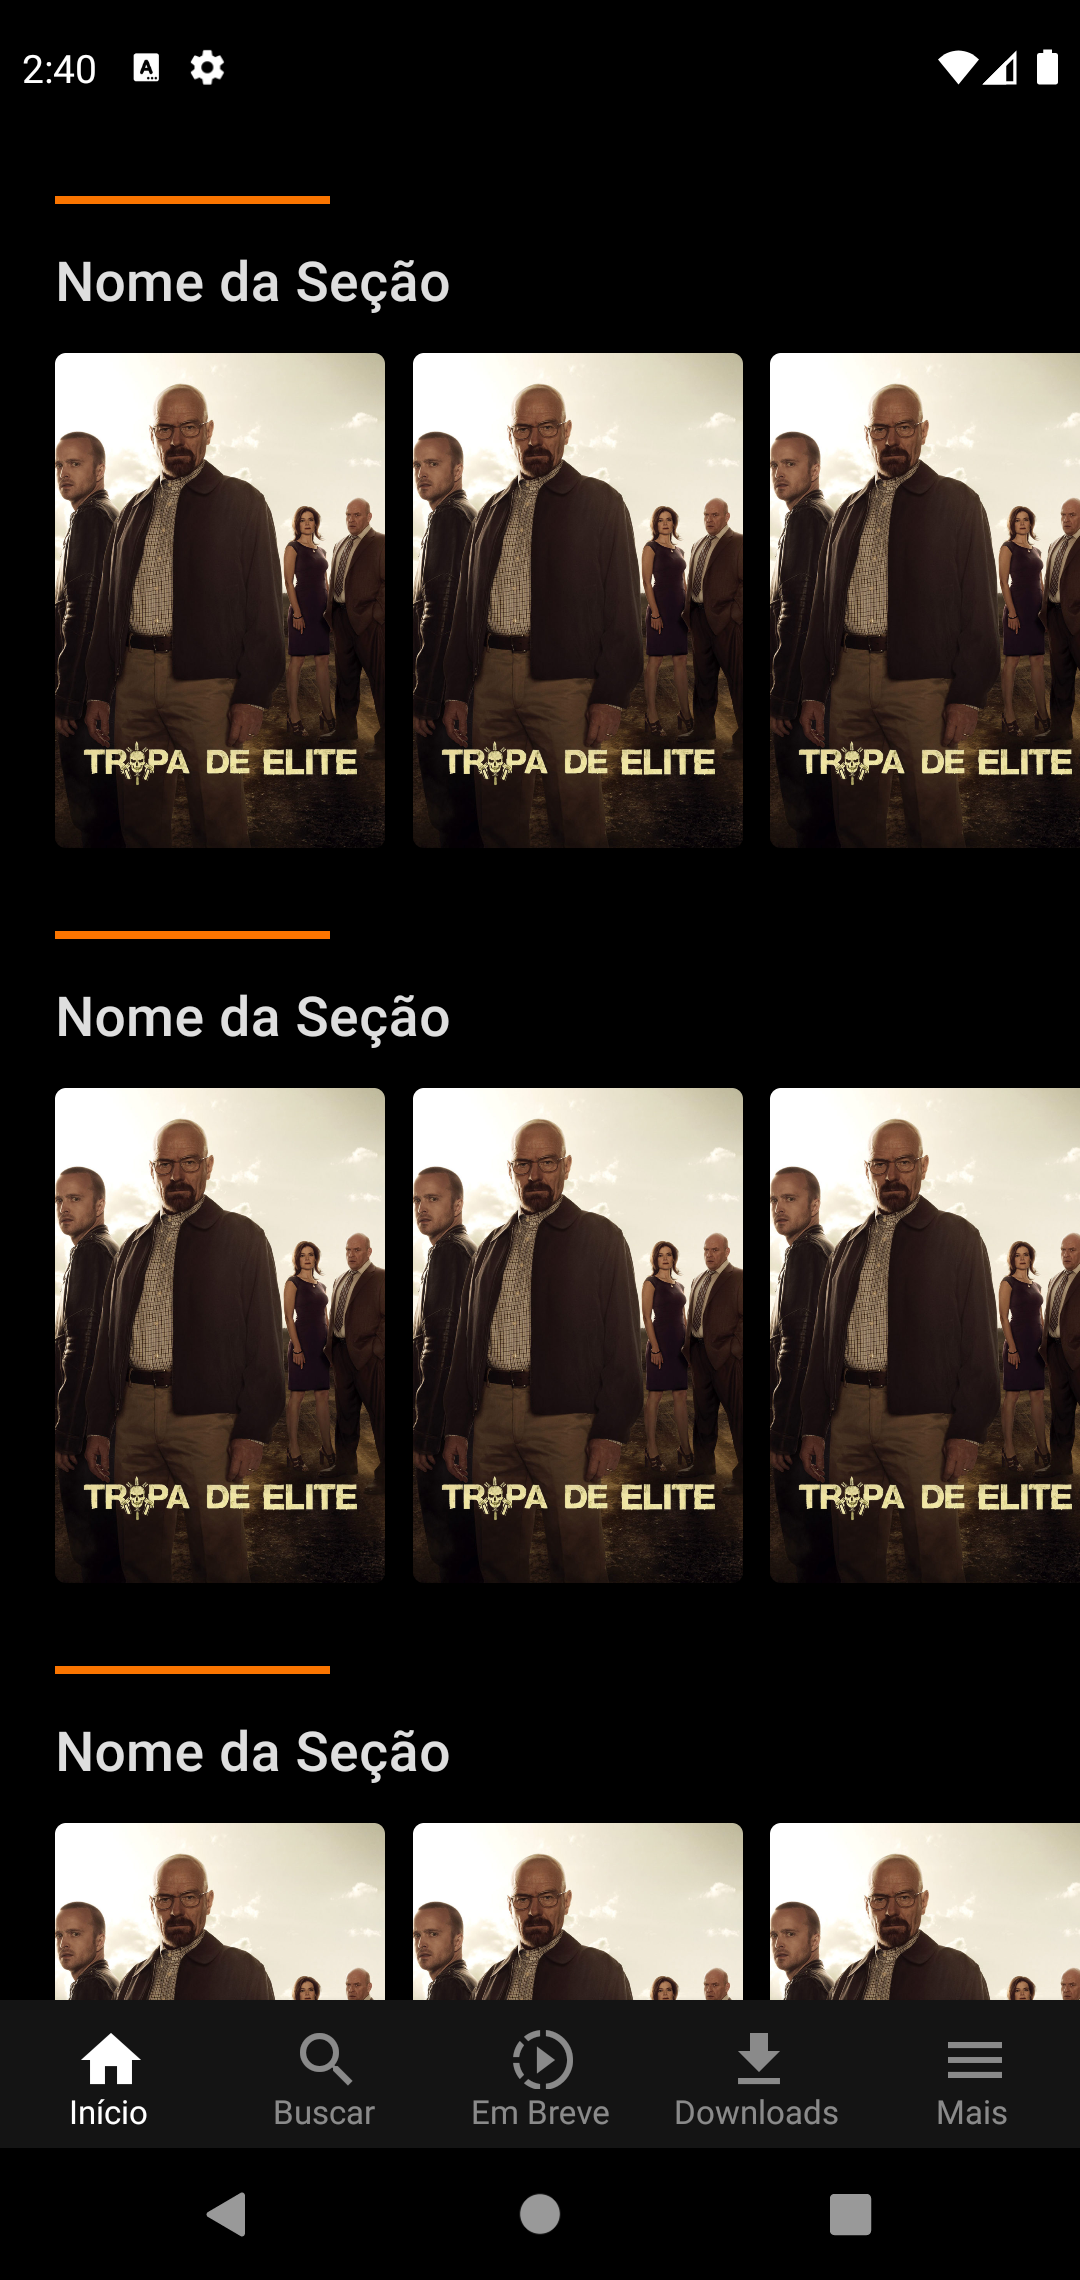 2:40
Nome da Seção
TROPA DE ELITE TROPA DE ELITE TROPA DE ELITE
Nome da Seção
TROPA DE ELITE TROPA DE ELITE TROPA DE ELITE
Nome da Seção
Início Buscar Em Breve Downloads Mais